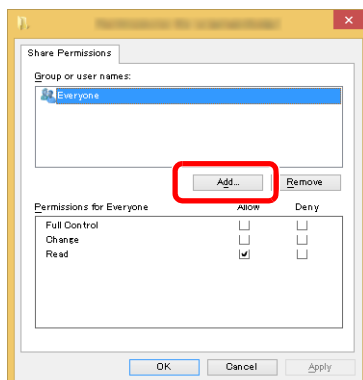 Share Permissions
Group or user names:
Everyone
Add... Remove
Permissions for Everyone Allow Deny
Full Control
Change
Read
OK Cancel Apply